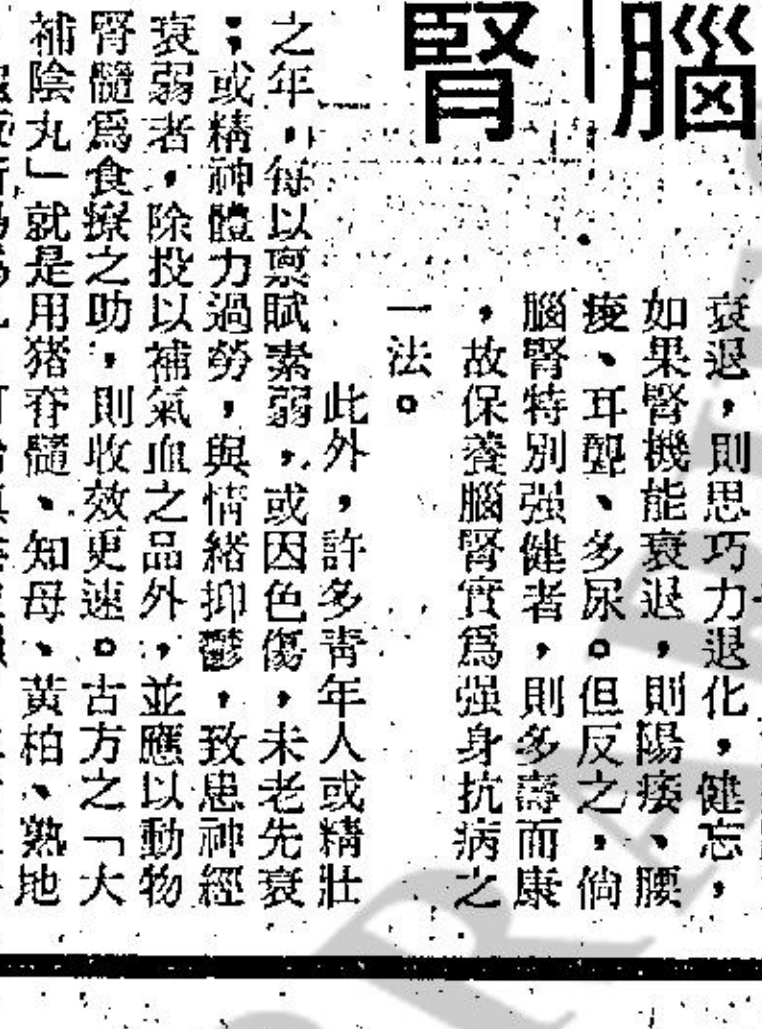 腦
腎
衰退，則思巧力退化，健忘，
如果腎機能衰退，則陽痿、腰
痠、耳聾、多尿。但反之，倘
腦腎特別强健者，則多壽而康
，故保養腦腎實爲强身抗病之
一法。
此外，許多青年人或精壯
之年，每以禀賦素弱，或因色傷，未老先衰
；或精神體力過勞，與情緒抑鬱，致患神經
衰弱者，除投以補氣血之品外，並應以動物
腎髓爲食療之助，則收效更速。古方之「大
補陰丸」就是用猪脊髓、知母、黃柏、熟地